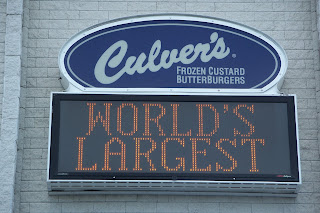 Culver's
FROZEN CUSTARD
BUTTERBURGERS
WORLD'S
LARGEST